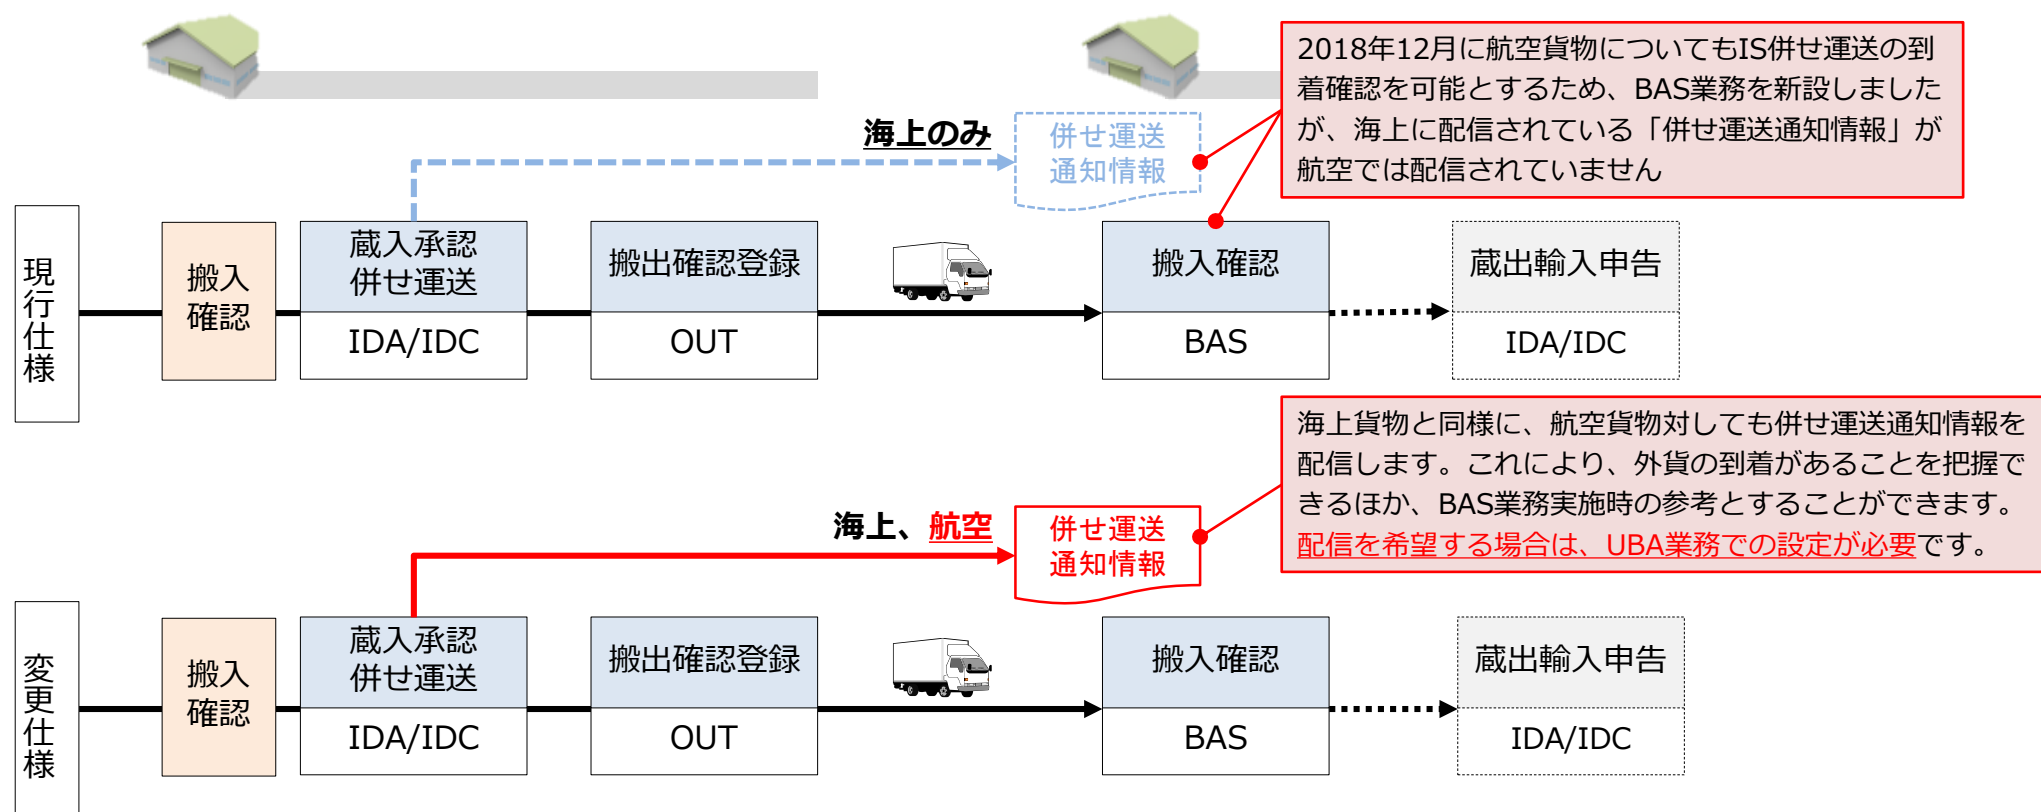 2018年12月に航空貨物についてもIS併せ運送の到
着確認を可能とするため、BAS業務を新設しました
が、海上に配信されている「併せ運送通知情報」が
航空では配信されていません
海上のみ
併せ運送
通知情報
現行仕様
搬入
確認
蔵入承認
併せ運送
IDA/IDC
搬出確認登録
OUT
搬入確認
BAS
蔵出輸入申告
IDA/IDC
海上貨物と同様に、航空貨物対しても併せ運送通知情報を
配信します。これにより、外貨の到着があることを把握で
きるほか、BAS業務実施時の参考とすることができます。
配信を希望する場合は、UBA業務での設定が必要です。
海上、航空
併せ運送
通知情報
変更仕様
搬入
確認
蔵入承認
併せ運送
IDA/IDC
搬出確認登録
OUT
搬入確認
BAS
蔵出輸入申告
IDA/IDC